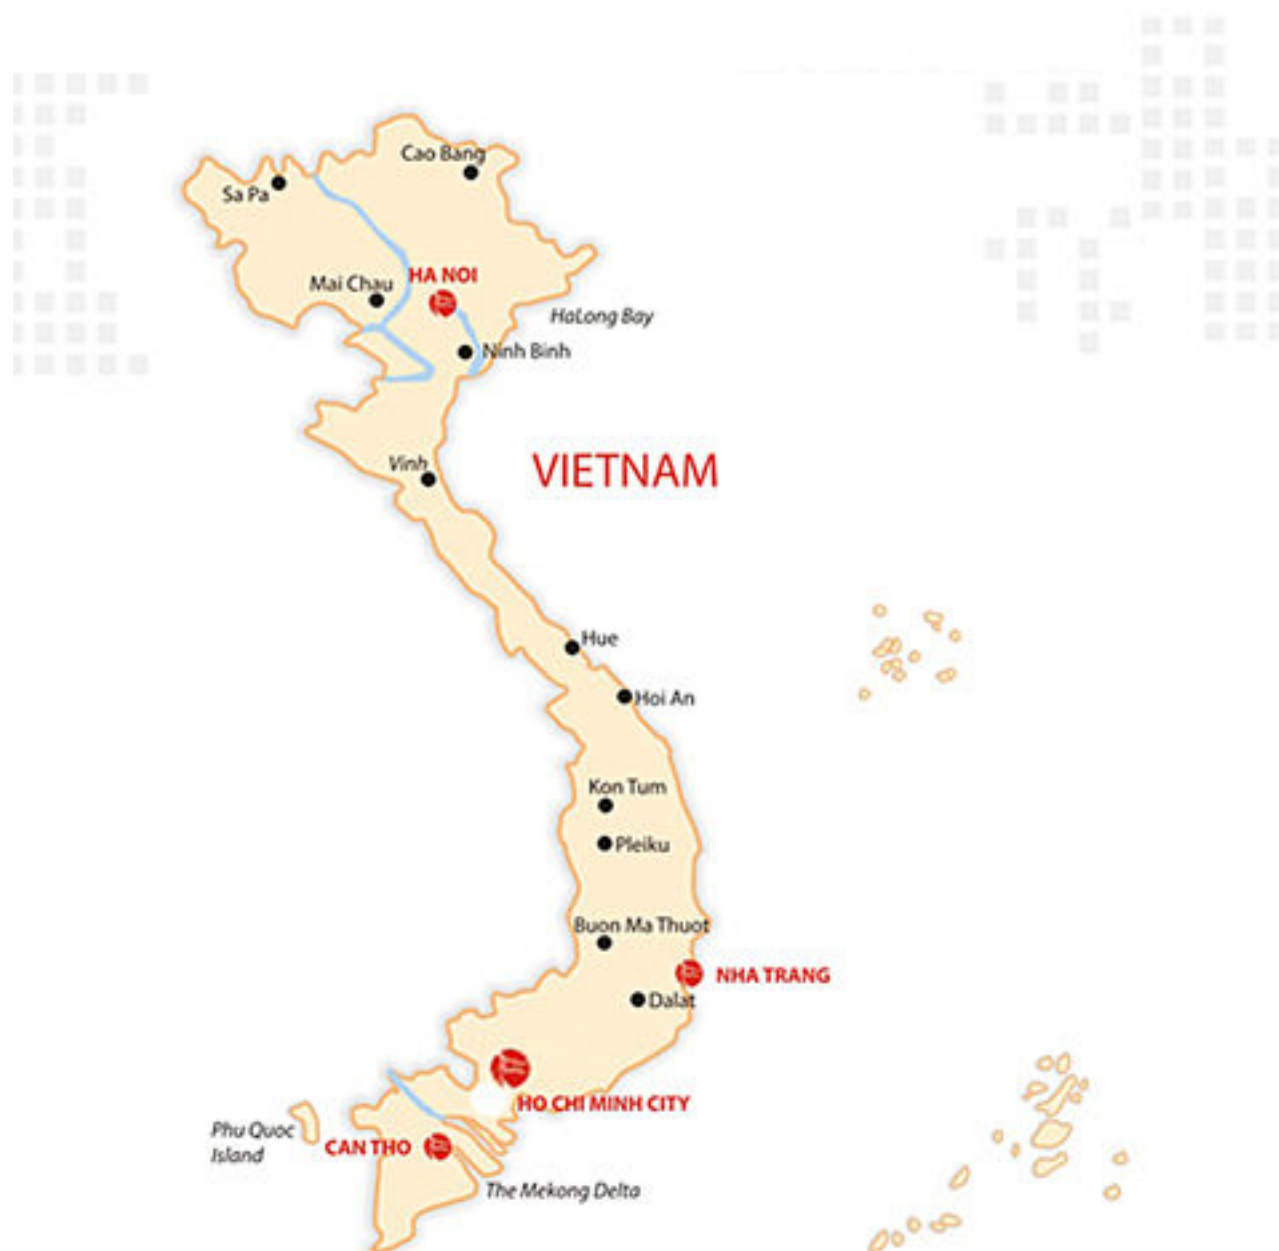 Cao Bang
Sa Pa
HA NOI
Mai Chau
HaLong Bay
Ninh Binh
Vinh
VIETNAM
Hue
Hoi An
Kon Tum
Pleiku
Buon Ma Thuot
NHA TRANG
Dalat
HO CHI MINH CITY
Phu Quoc
Island
CAN THO
The Mekong Delta